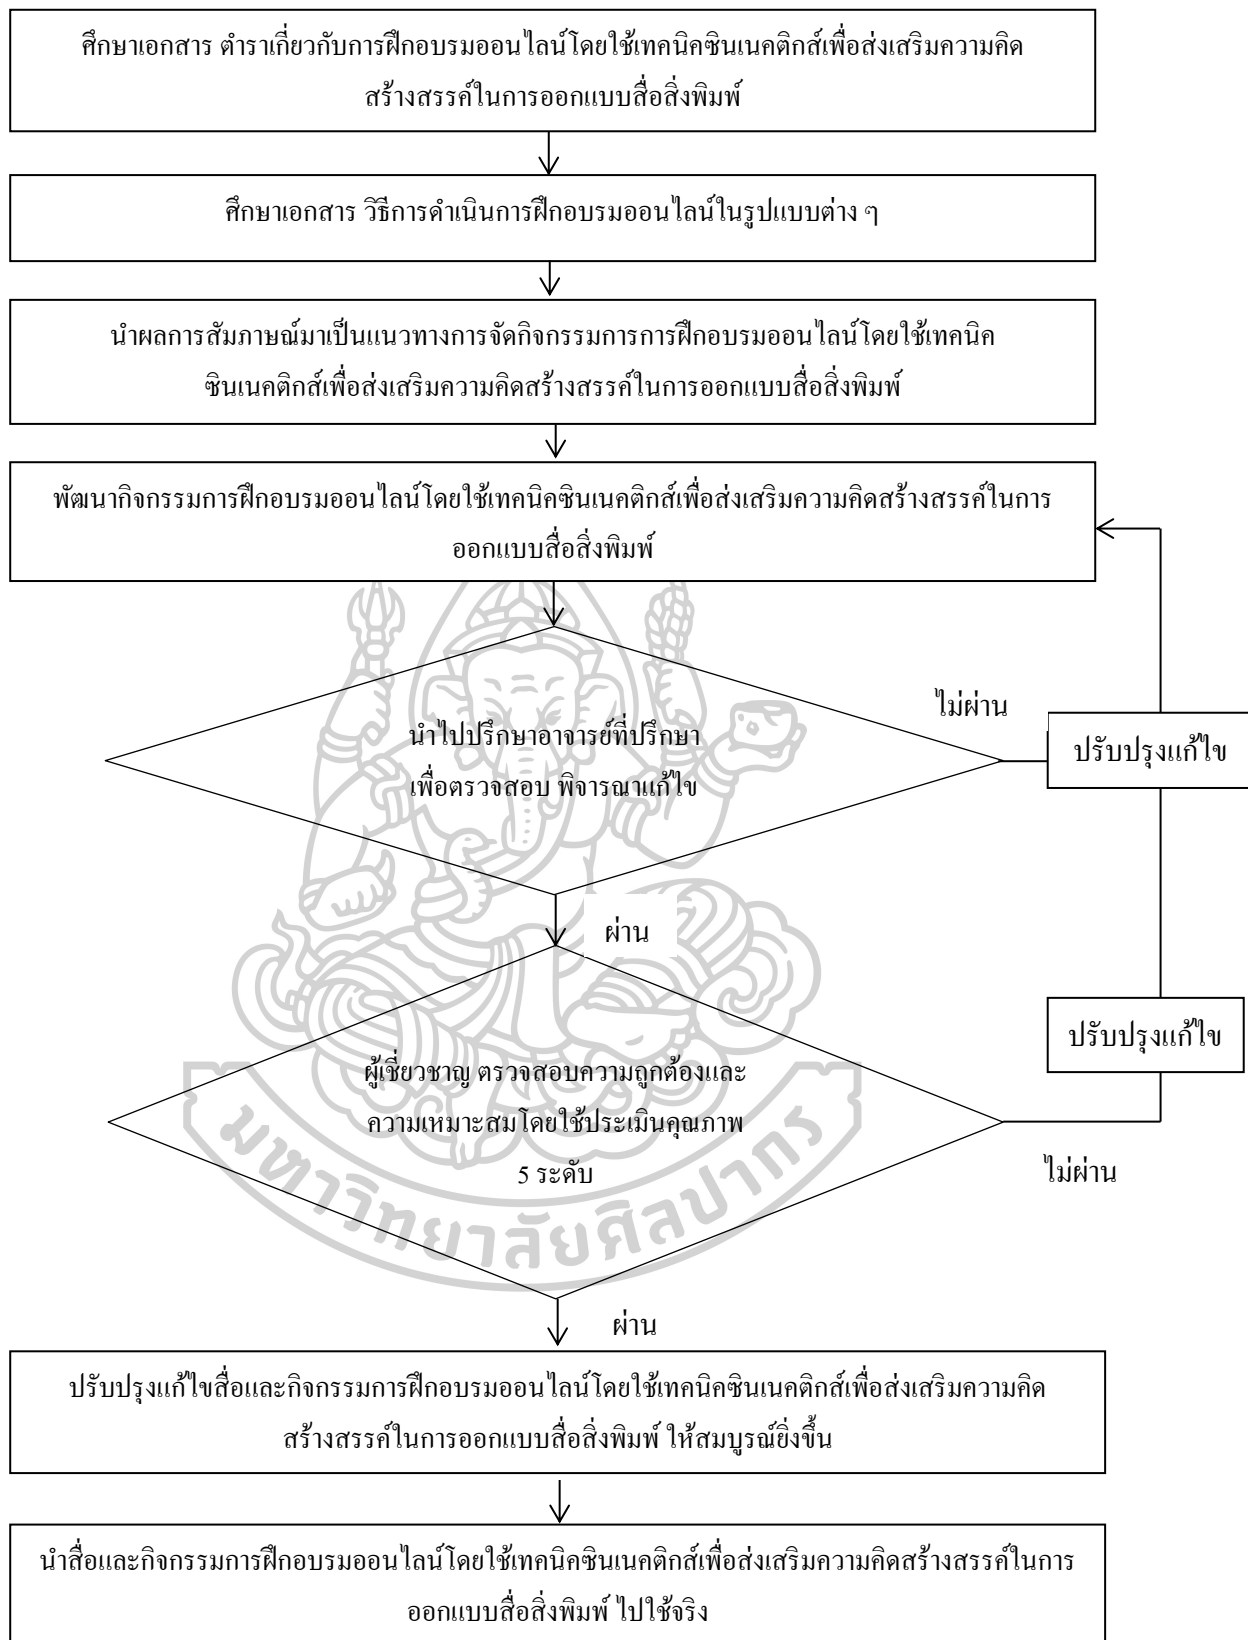 ศึกษาเอกสาร ตำราเกี่ยวกับการฝึกอบรมออนไลน์โดยใช้เทคนิคซินเนคติกส์เพื่อส่งเสริมความคิด
สร้างสรรค์ในการออกแบบสื่อสิ่งพิมพ์
ศึกษาเอกสาร วิธีการดำเนินการฝึกอบรมออนไลน์ในรูปแบบต่าง ๆ
นำผลการสัมภาษณ์มาเป็นแนวทางการจัดกิจกรรมการการฝึกอบรมออนไลน์โดยใช้เทคนิค
ซินเนคติกส์เพื่อส่งเสริมความคิดสร้างสรรค์ในการออกแบบสื่อสิ่งพิมพ์
พัฒนากิจกรรมการฝึกอบรมออนไลน์โดยใช้เทคนิคซินเนคติกส์เพื่อส่งเสริมความคิดสร้างสรรค์ในการ
ออกแบบสื่อสิ่งพิมพ์
ไม่ผ่าน
นำไปปรึกษาอาจารย์ที่ปรึกษา
เพื่อตรวจสอบ พิจารณาแก้ไข
ปรับปรุงแก้ไข
ผ่าน
ปรับปรุงแก้ไข
ผู้เชี่ยวชาญ ตรวจสอบความถูกต้องและ
ความเหมาะสมโดยใช้ประเมินคุณภาพ
5 ระดับ
ไม่ผ่าน
มหาวิทยาลัยศิลปากร
ผ่าน
ปรับปรุงแก้ไขสื่อและกิจกรรมการฝึกอบรมออนไลน์โดยใช้เทคนิคซินเนคติกส์เพื่อส่งเสริมความคิด
สร้างสรรค์ในการออกแบบสื่อสิ่งพิมพ์ ให้สมบูรณ์ยิ่งขึ้น
นำสื่อและกิจกรรมการฝึกอบรมออนไลน์โดยใช้เทคนิคซินเนคติกส์เพื่อส่งเสริมความคิดสร้างสรรค์ในการ
ออกแบบสื่อสิ่งพิมพ์ ไปใช้จริง